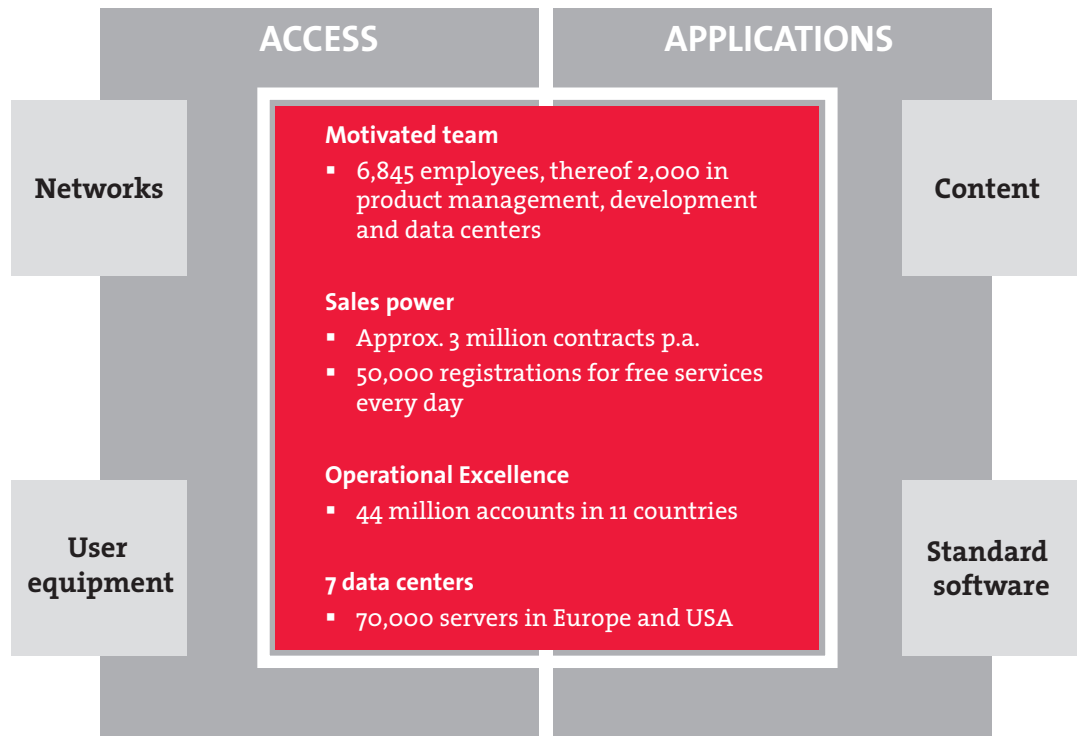 ACCESS
APPLICATIONS
Networks
User
equipment
Motivated team
▪ 6,845 employees, thereof 2,000 in
product management, development
and data centers
Sales power
▪ Approx. 3 million contracts p.a.
▪ 50,000 registrations for free services
every day
Operational Excellence
▪ 44 million accounts in 11 countries
7 data centers
▪ 70,000 servers in Europe and USA
Content
Standard
software